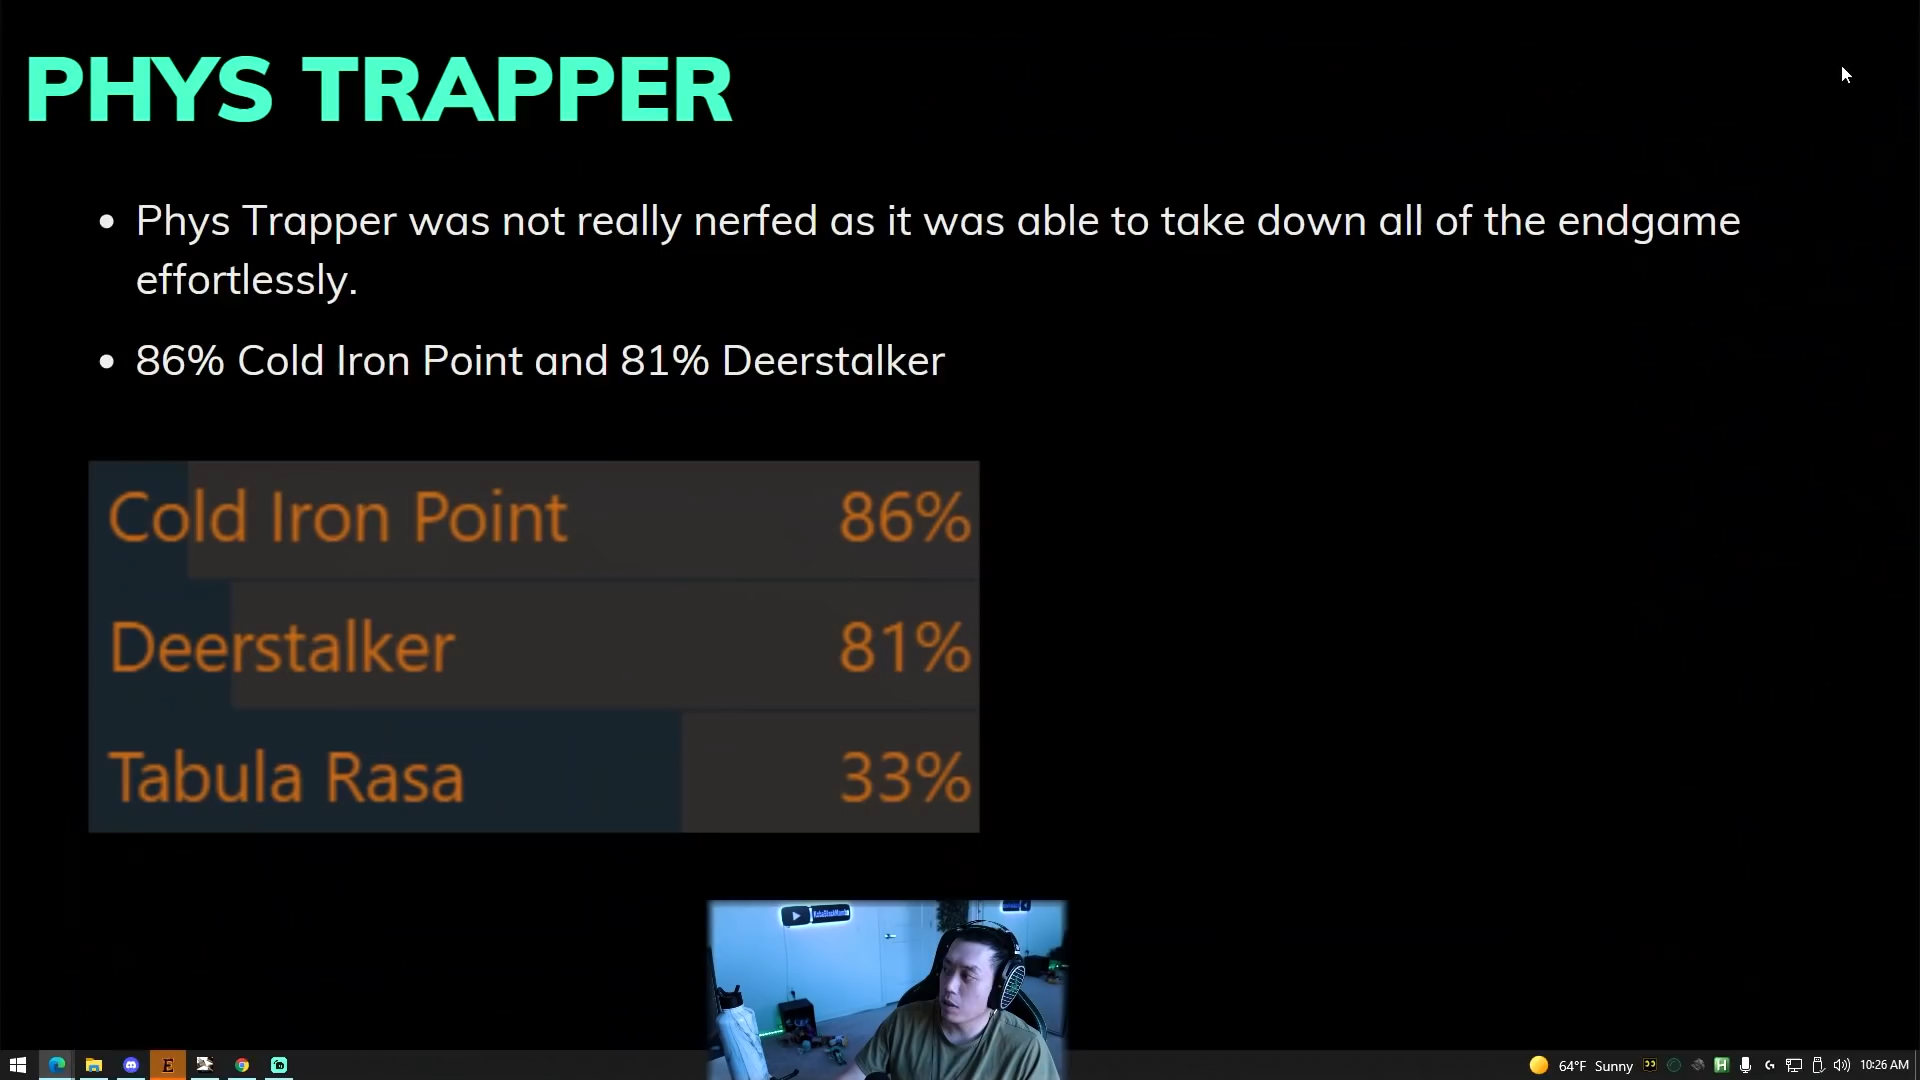 PHYS TRAPPER
• Phys Trapper was not really nerfed as it was able to take down all of the endgame
effortlessly.
• 86% Cold Iron Point and 81% Deerstalker
Cold Iron Point 86%
Deerstalker 81%
Tabula Rasa 33%
64°F Sunny
10:26 AM